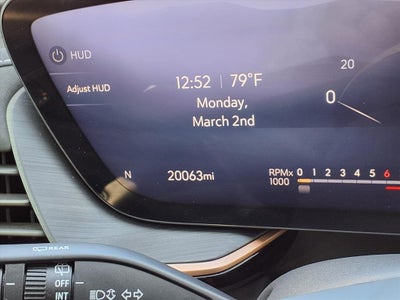 HUD
Adjust HUD
12:52 | 79°F
Monday,
March 2nd
20
0
N
20063mi
RPMx
1000
0 1 2 3 4 5 6
REAR
OFF
INT